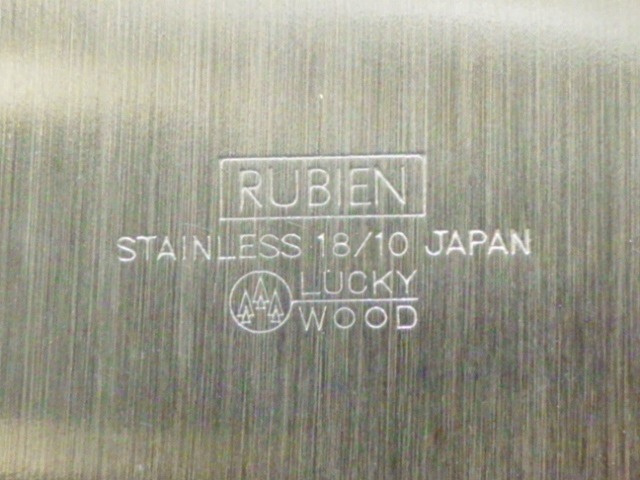 RUBIEN
STAINLESS 18/10 JAPAN
LUCKY
WOOD